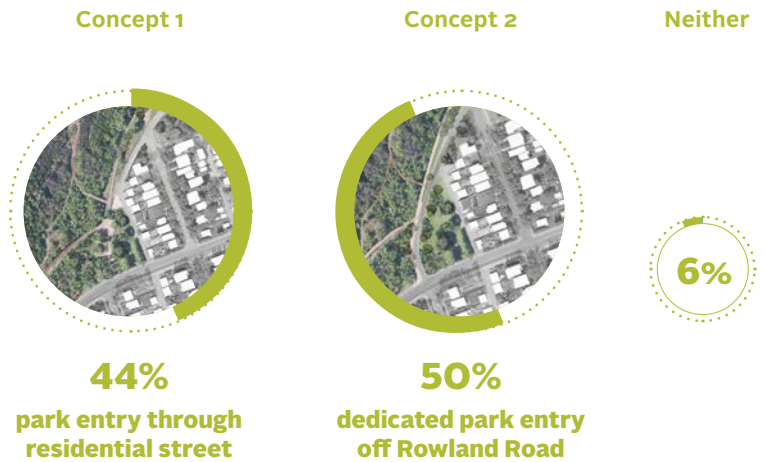 Concept 1
Concept 2
Neither
6%
44%
park entry through
residential street
50%
dedicated park entry
off Rowland Road